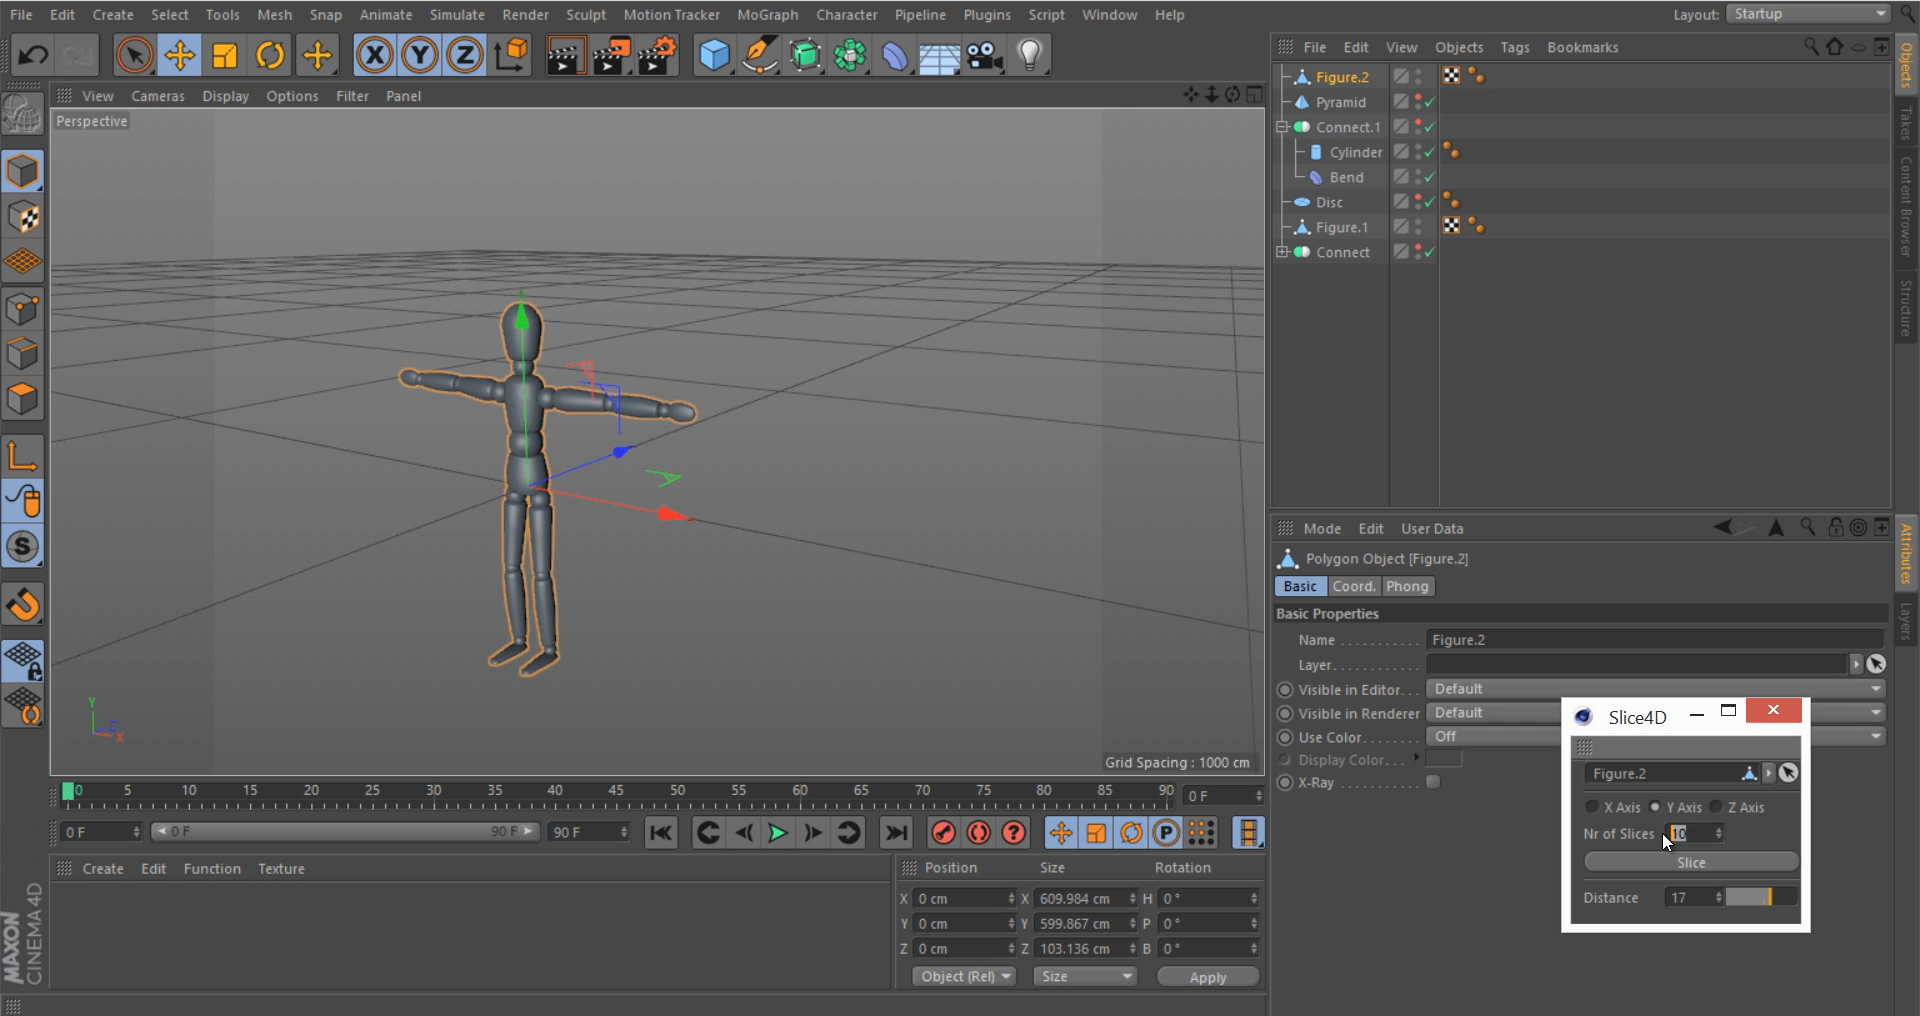 File Edit Create Select Tools Mesh Snap Animate Simulate Render Sculpt Motion Tracker MoGraph Character Pipeline Plugins Script Window Help Layout: Startup
X Y Z
File Edit View Objects Tags Bookmarks
View Cameras Display Options Filter Panel
Perspective
Figure.2
Pyramid
Connect.1
Cylinder
Bend
Disc
Figure.1
Connect
Objects
Takes
Content Browser
Structure
S
Y
Z
X
Grid Spacing : 1000 cm
Mode Edit User Data
Polygon Object [Figure.2]
Basic Coord. Phong
Basic Properties
Name . . . . . . . . . . . Figure.2
Layer. . . . . . . . . . . .
Visible in Editor. . . Default
Visible in Renderer Default
Use Color. . . . . . . . Off
Display Color. . .
X-Ray . . . . . . . . . . .
Attributes
Layers
Slice4D
Figure.2
X Axis Y Axis Z Axis
Nr of Slices 10
Slice
Distance 17
0 5 10 15 20 25 30 35 40 45 50 55 60 65 70 75 80 85 90 0 F
0 F 0 F 90 F 90 F
P
Create Edit Function Texture
Position Size Rotation
X 0 cm X 609.984 cm H 0 °
Y 0 cm Y 599.867 cm P 0 °
Z 0 cm Z 103.136 cm B 0 °
Object (Rel) Size Apply
MAXON
CINEMA 4D